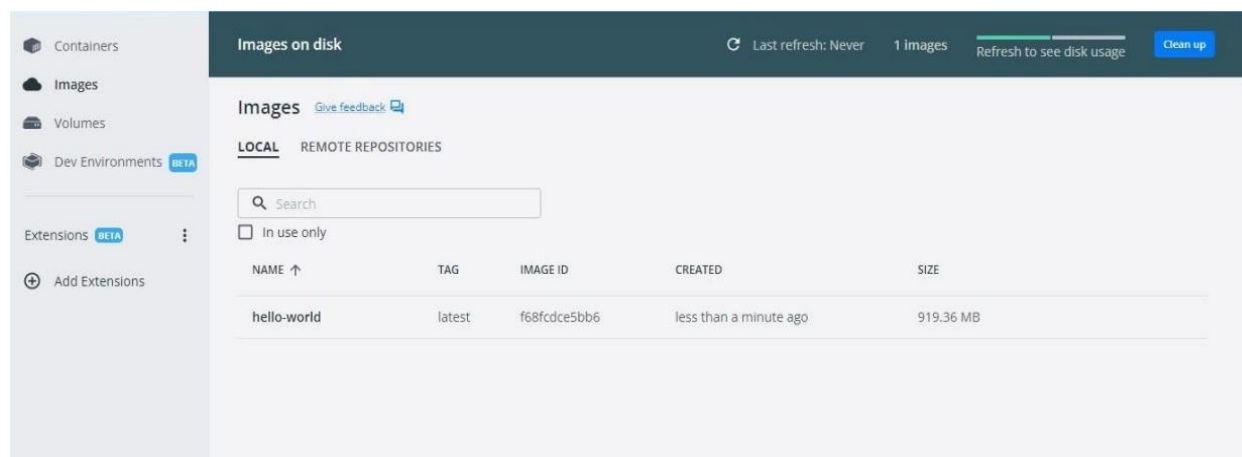 Containers
Images
Volumes
Dev Environments BETA
Extensions BETA
Add Extensions
Images on disk
Last refresh: Never
1 images
Refresh to see disk usage
Clean up
Images Give feedback
LOCAL REMOTE REPOSITORIES
Search
In use only
NAME TAG IMAGE ID CREATED SIZE
hello-world latest f68fcdce5bb6 less than a minute ago 919.36 MB